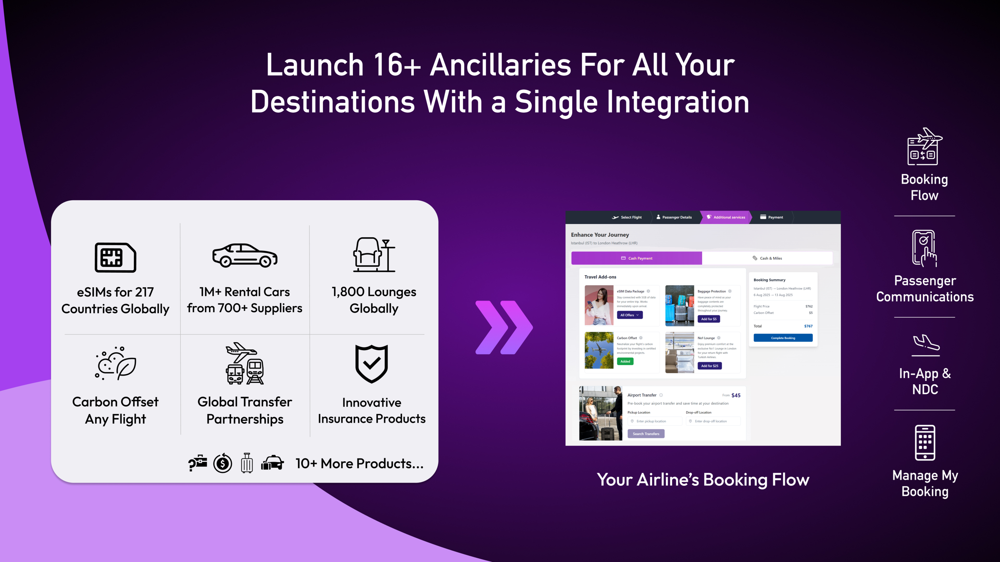 Launch 16+ Ancillaries For All Your
Destinations With a Single Integration
eSIMs for 217
Countries Globally
1M+ Rental Cars
from 700+ Suppliers
1,800 Lounges
Globally
Carbon Offset
Any Flight
Global Transfer
Partnerships
Innovative
Insurance Products
10+ More Products...
Select Flight
Passenger Details
Additional services
Payment
Enhance Your Journey
Istanbul (IST) to London Heathrow (LHR)
Cash Payment
Cash & Miles
Travel Add-ons
eSIM Data Package
Stay connected with 5GB of data
for your entire trip. Works
immediately upon arrival.
All Offers
Baggage Protection
Have peace of mind as your
baggage contents are
completely protected
throughout your journey.
Add for $5
Carbon Offset
Neutralize your flight's carbon
footprint by investing in certified
environmental projects.
Added
No1 Lounge
Enjoy premium comfort at the
exclusive No1 Lounge in London
for your return flight with
Turkish Airlines.
Add for $25
Booking Summary
Istanbul (IST) → London Heathrow (LHR)
6 Aug 2025 → 13 Aug 2025
Flight Price $762
Carbon Offset $5
Total $767
Complete Booking
Airport Transfer From $45
Pre-book your airport transfer and save time at your destination
Pickup Location
Drop-off Location
Enter pickup location
Enter drop-off location
Search Transfers
Your Airline's Booking Flow
Booking
Flow
Passenger
Communications
In-App &
NDC
Manage My
Booking